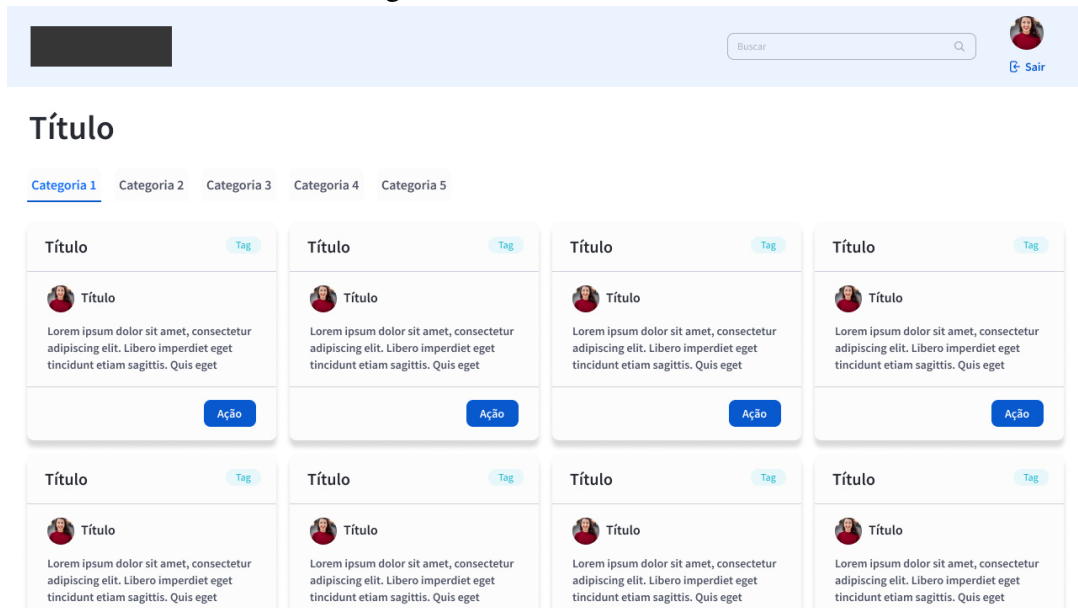 Buscar
Sair
Título
Categoria 1 Categoria 2 Categoria 3 Categoria 4 Categoria 5
Título Tag Título Tag Título Tag Título Tag
Título Título Título Título
Lorem ipsum dolor sit amet, consectetur Lorem ipsum dolor sit amet, consectetur Lorem ipsum dolor sit amet, consectetur Lorem ipsum dolor sit amet, consectetur
adipiscing elit. Libero imperdiet eget adipiscing elit. Libero imperdiet eget adipiscing elit. Libero imperdiet eget adipiscing elit. Libero imperdiet eget
tincidunt etiam sagittis. Quis eget tincidunt etiam sagittis. Quis eget tincidunt etiam sagittis. Quis eget tincidunt etiam sagittis. Quis eget
Ação Ação Ação Ação
Título Tag Título Tag Título Tag Título Tag
Título Título Título Título
Lorem ipsum dolor sit amet, consectetur Lorem ipsum dolor sit amet, consectetur Lorem ipsum dolor sit amet, consectetur Lorem ipsum dolor sit amet, consectetur
adipiscing elit. Libero imperdiet eget adipiscing elit. Libero imperdiet eget adipiscing elit. Libero imperdiet eget adipiscing elit. Libero imperdiet eget
tincidunt etiam sagittis. Quis eget tincidunt etiam sagittis. Quis eget tincidunt etiam sagittis. Quis eget tincidunt etiam sagittis. Quis eget